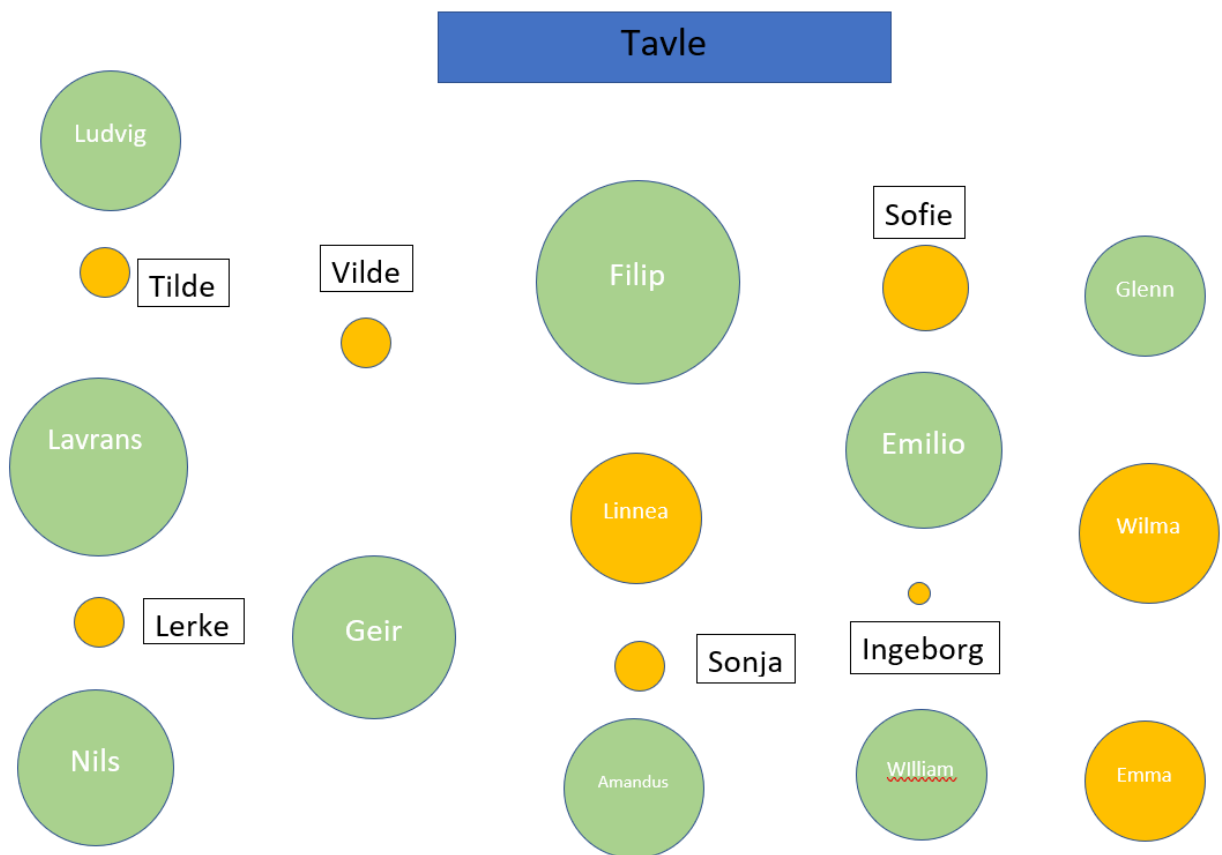 Tavle
Ludvig
Sofie
Vilde
Filip
Glenn
Tilde
Lavrans
Emilio
Linnea
Wilma
Lerke
Geir
Sonja
Ingeborg
Nils
Amandus
WIlliam
Emma